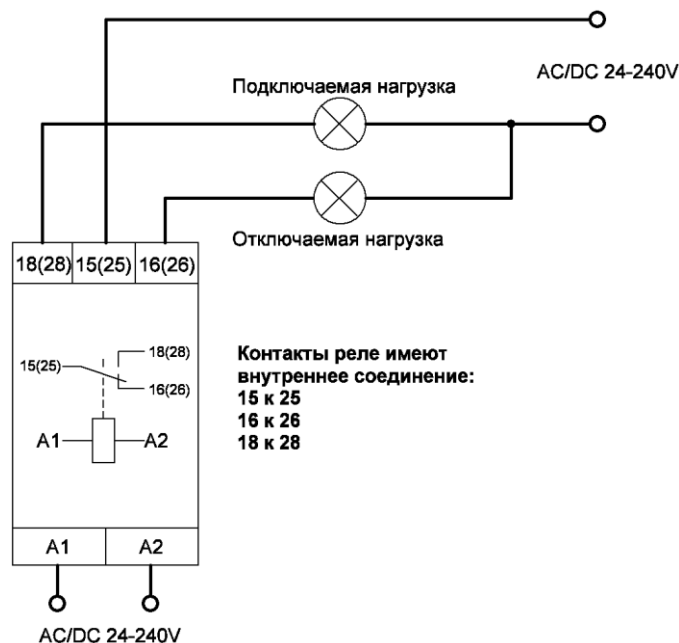 AC/DC 24-240V
Подключаемая нагрузка
Отключаемая нагрузка
18(28) 15(25) 16(26)
18(28)
15(25)
16(26)
A1 A2
Контакты реле имеют
внутреннее соединение:
15 к 25
16 к 26
18 к 28
A1 A2
AC/DC 24-240V